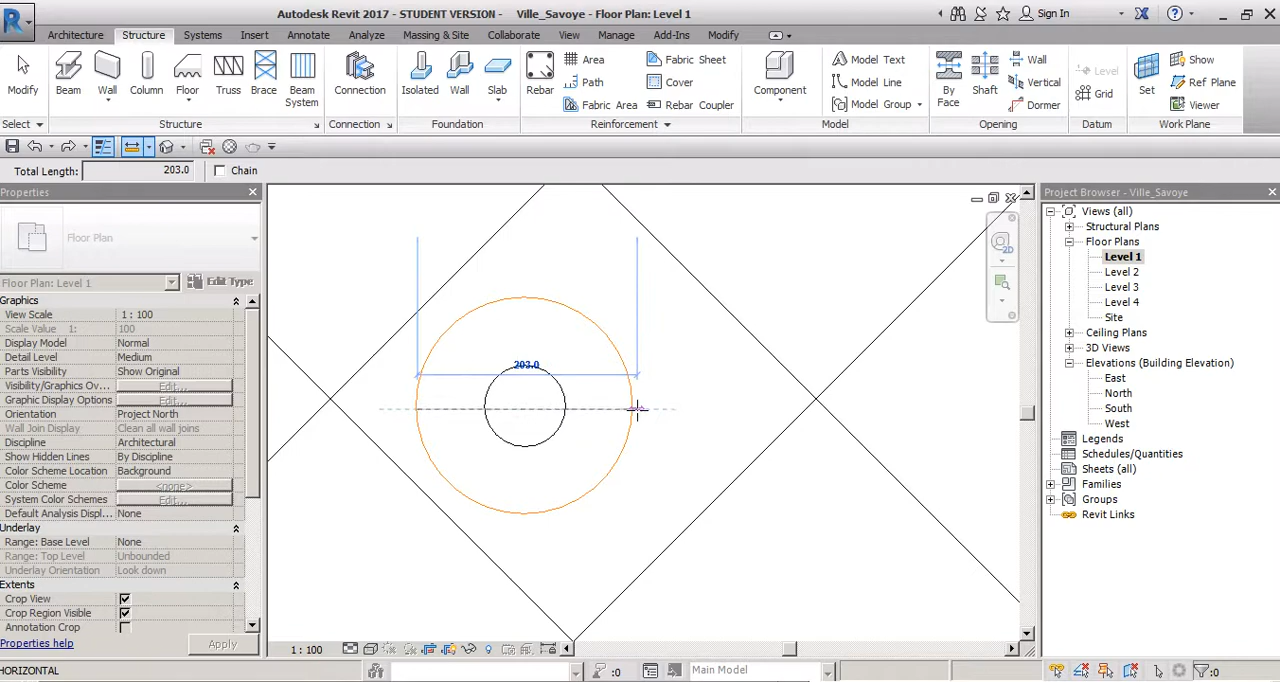 Autodesk Revit 2017 - STUDENT VERSION - Ville_Savoye - Floor Plan: Level 1
Sign In
Architecture Structure Systems Insert Annotate Analyze Massing & Site Collaborate View Manage Add-Ins Modify
Modify Beam Wall Column Floor Truss Brace Beam System Connection Isolated Wall Slab Rebar
Area Fabric Sheet
Path Cover
Fabric Area Rebar Coupler
Component
Model Text
Model Line
Model Group
By Face Shaft
Wall
Vertical
Dormer
Level
Grid
Set
Show
Ref Plane
Viewer
Select Structure Connection Foundation Reinforcement Model Opening Datum Work Plane
Total Length: 203.0 Chain
Properties
Floor Plan
Floor Plan: Level 1 Edit Type
Graphics
View Scale 1 : 100
Scale Value 1: 100
Display Model Normal
Detail Level Medium
Parts Visibility Show Original
Visibility/Graphics Ov... Edit...
Graphic Display Options Edit...
Orientation Project North
Wall Join Display Clean all wall joins
Discipline Architectural
Show Hidden Lines By Discipline
Color Scheme Location Background
Color Scheme <none>
System Color Schemes Edit...
Default Analysis Displ... None
Underlay
Range: Base Level None
Range: Top Level Unbounded
Underlay Orientation Look down
Extents
Crop View
Crop Region Visible
Annotation Crop
Properties help Apply
203.0
2D
Project Browser - Ville_Savoye
Views (all)
Structural Plans
Floor Plans
Level 1
Level 2
Level 3
Level 4
Site
Ceiling Plans
3D Views
Elevations (Building Elevation)
East
North
South
West
Legends
Schedules/Quantities
Sheets (all)
Families
Groups
Revit Links
1 : 100
HORIZONTAL
:0
Main Model
:0